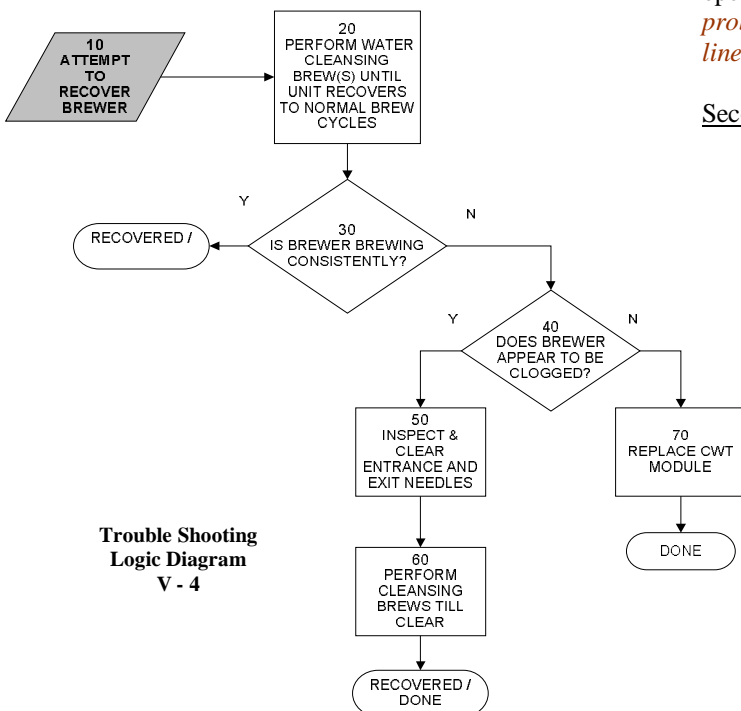 10
ATTEMPT
TO
RECOVER
BREWER
20
PERFORM WATER
CLEANSING
BREW(S) UNTIL
UNIT RECOVERS
TO NORMAL BREW
CYCLES
Y
N
RECOVERED /
30
IS BREWER BREWING
CONSISTENTLY?
Y
N
40
DOES BREWER
APPEAR TO BE
CLOGGED?
50
INSPECT &
CLEAR
ENTRANCE AND
EXIT NEEDLES
70
REPLACE CWT
MODULE
60
PERFORM
CLEANSING
BREWS TILL
CLEAR
DONE
RECOVERED /
DONE
Trouble Shooting
Logic Diagram
V - 4
line
Sec